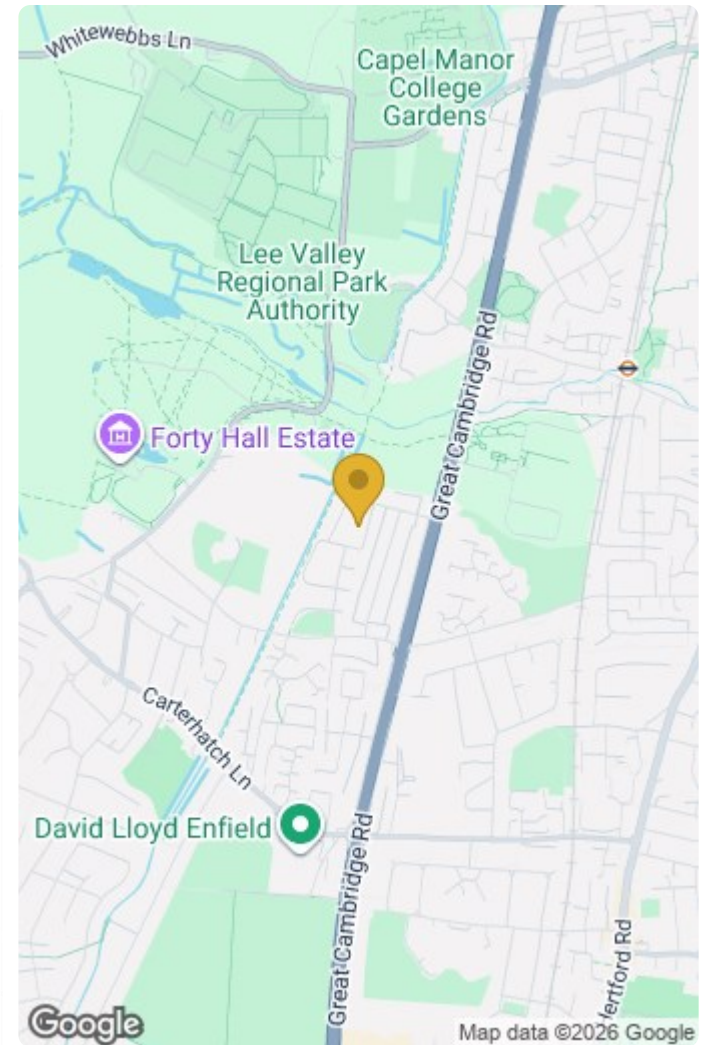 Whitewebbs Ln
Capel Manor
College
Gardens
Lee Valley
Regional Park
Authority
Great Cambridge Rd
Forty Hall Estate
Carterhatch Ln
David Lloyd Enfield
Great Cambridge Rd
Hertford Rd
Google
Map data ©2026 Google